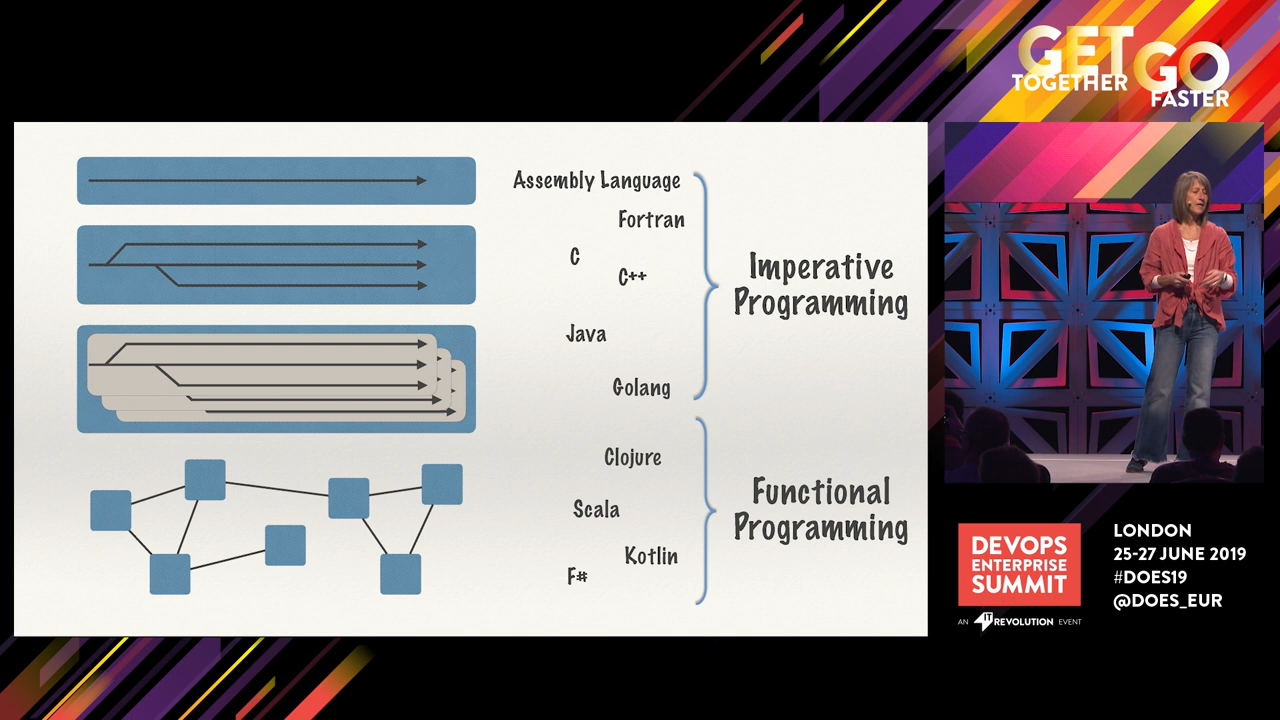 GET GO
TOGETHER
FASTER
Assembly Language
Fortran
C
C++
Java
Golang
Imperative
Programming
Clojure
Scala
Kotlin
F#
Functional
Programming
DEVOPS
ENTERPRISE
SUMMIT
AN IT REVOLUTION EVENT
LONDON
25-27 JUNE 2019
#DOES19
@DOES_EUR